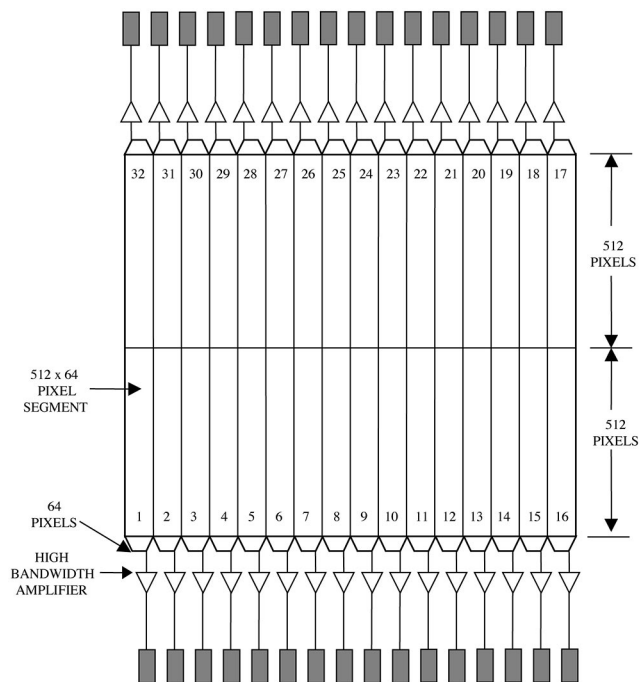 32 31 30 29 28 27 26 25 24 23 22 21 20 19 18 17
512
PIXELS
512 x 64
PIXEL
SEGMENT
512
PIXELS
64
PIXELS
1 2 3 4 5 6 7 8 9 10 11 12 13 14 15 16
HIGH
BANDWIDTH
AMPLIFIER